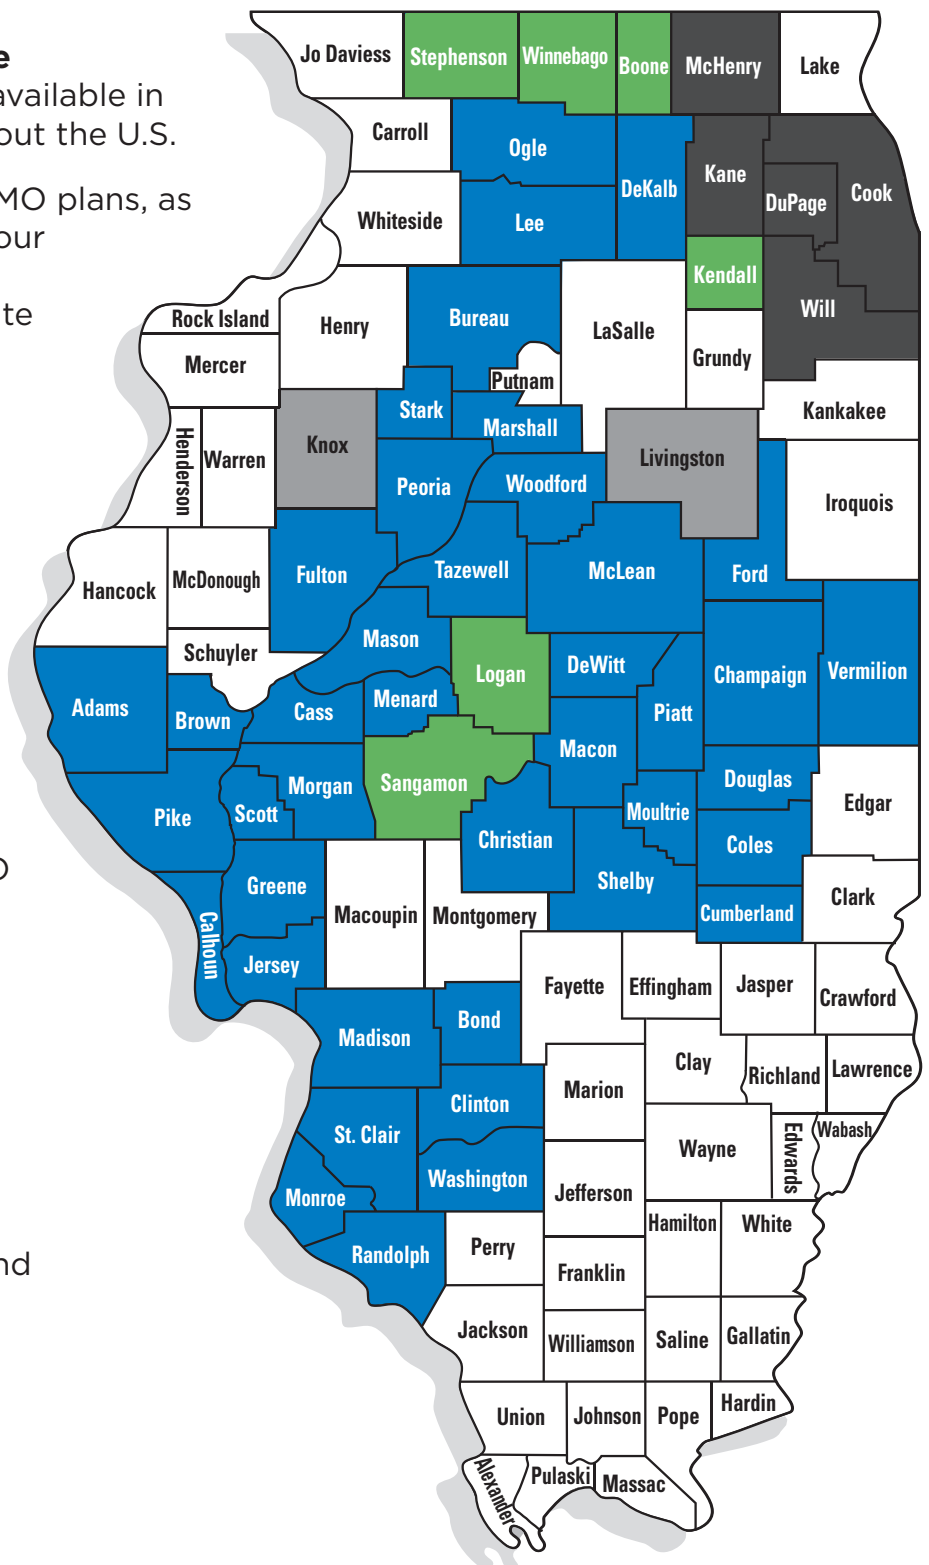 e
available in
out the U.S.
MO plans, as
our
te
O
nd
Jo Daviess
Stephenson
Winnebago
Boone
McHenry
Lake
Carroll
Ogle
DeKalb
Kane
DuPage
Cook
Whiteside
Lee
Kendall
Will
Rock Island
Henry
Bureau
LaSalle
Grundy
Mercer
Putnam
Kankakee
Stark
Marshall
Henderson
Warren
Knox
Peoria
Woodford
Livingston
Iroquois
Hancock
McDonough
Fulton
Tazewell
McLean
Ford
Schuyler
Mason
Logan
DeWitt
Champaign
Vermilion
Adams
Brown
Cass
Menard
Piatt
Macon
Pike
Scott
Morgan
Sangamon
Christian
Moultrie
Douglas
Edgar
Coles
Greene
Shelby
Calhoun
Jersey
Macoupin
Montgomery
Cumberland
Clark
Fayette
Effingham
Jasper
Crawford
Madison
Bond
Clay
Richland
Lawrence
Clinton
Marion
St. Clair
Wayne
Edwards
Wabash
Monroe
Washington
Jefferson
Hamilton
White
Randolph
Perry
Franklin
Jackson
Williamson
Saline
Gallatin
Union
Johnson
Pope
Hardin
Alexander
Pulaski
Massac